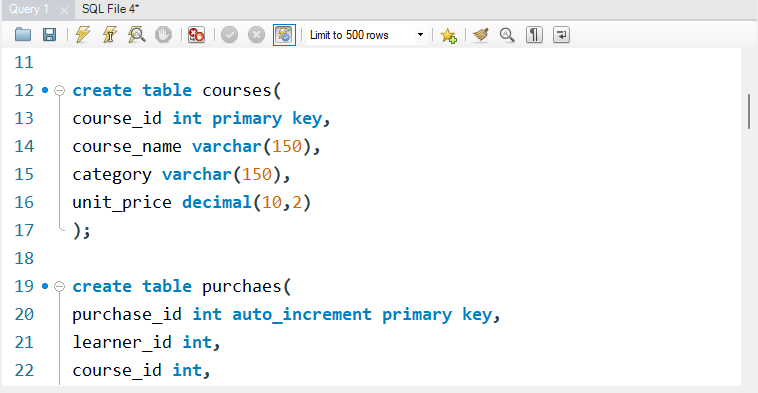 Query 1
SQL File 4*
Limit to 500 rows
11
12 create table courses(
13 course_id int primary key,
14 course_name varchar(150),
15 category varchar(150),
16 unit_price decimal(10,2)
17 );
18
19 create table purchaes(
20 purchase_id int auto_increment primary key,
21 learner_id int,
22 course_id int,